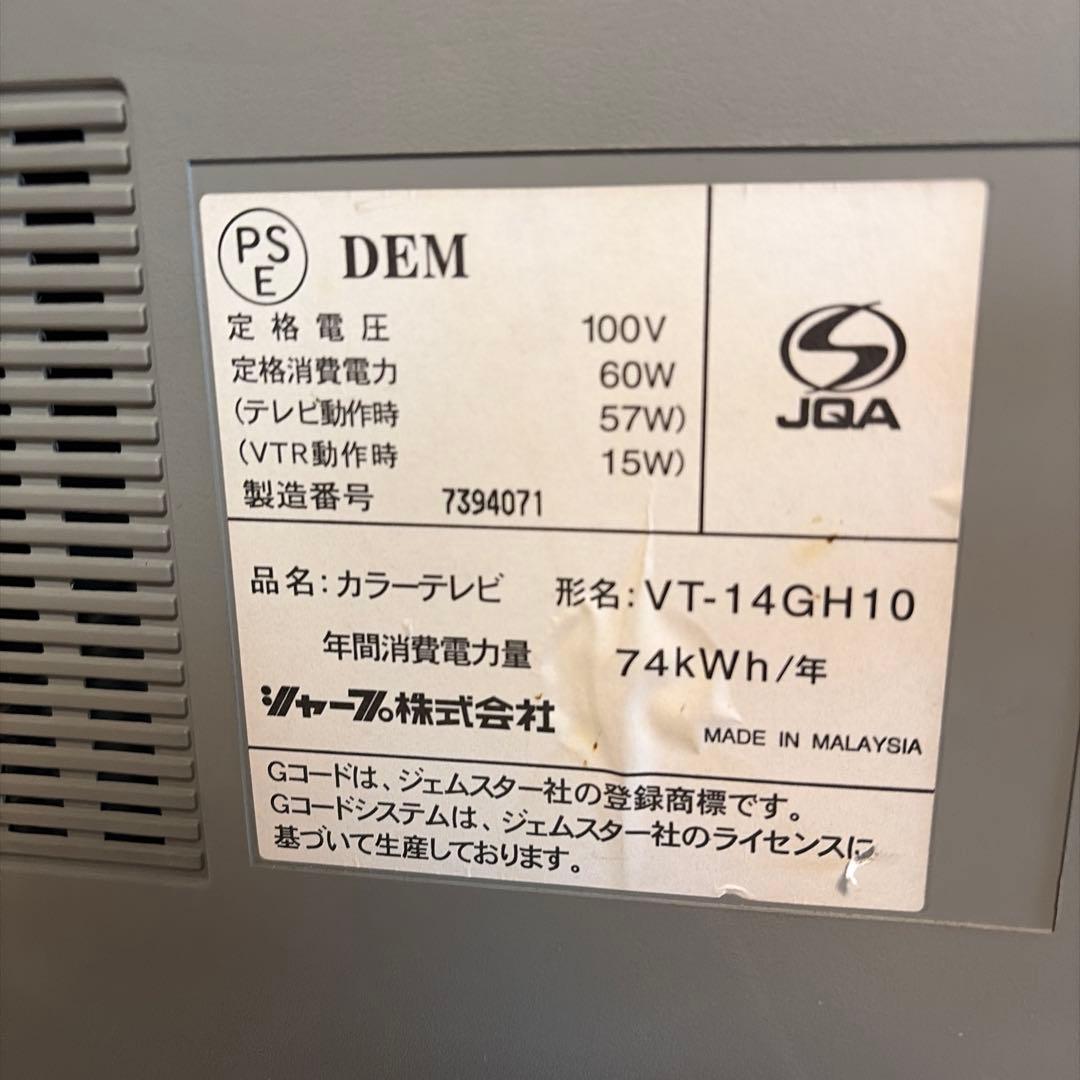 PS
E
DEM
定格電圧 100V
定格消費電力 60W
(テレビ動作時 57W)
(VTR動作時 15W)
製造番号 7394071
JQA
品名:カラーテレビ 形名:VT-14GH10
年間消費電力量 74kWh/年
シャープ株式会社
MADE IN MALAYSIA
Gコードは、ジェムスター社の登録商標です。
Gコードシステムは、ジェムスター社のライセンスに
基づいて生産しております。